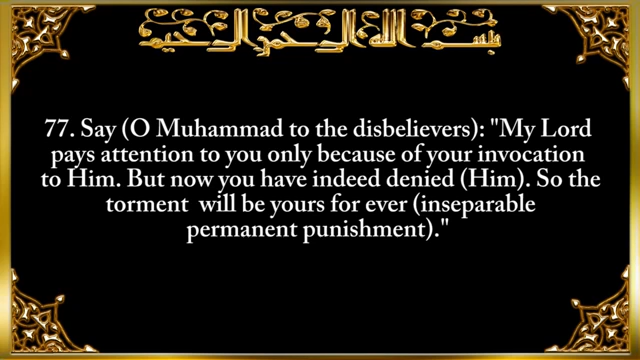 بسم الله الرحمن الرحيم
77. Say (O Muhammad to the disbelievers): "My Lord
pays attention to you only because of your invocation
to Him. But now you have indeed denied (Him). So the
torment will be yours for ever (inseparable
permanent punishment)."